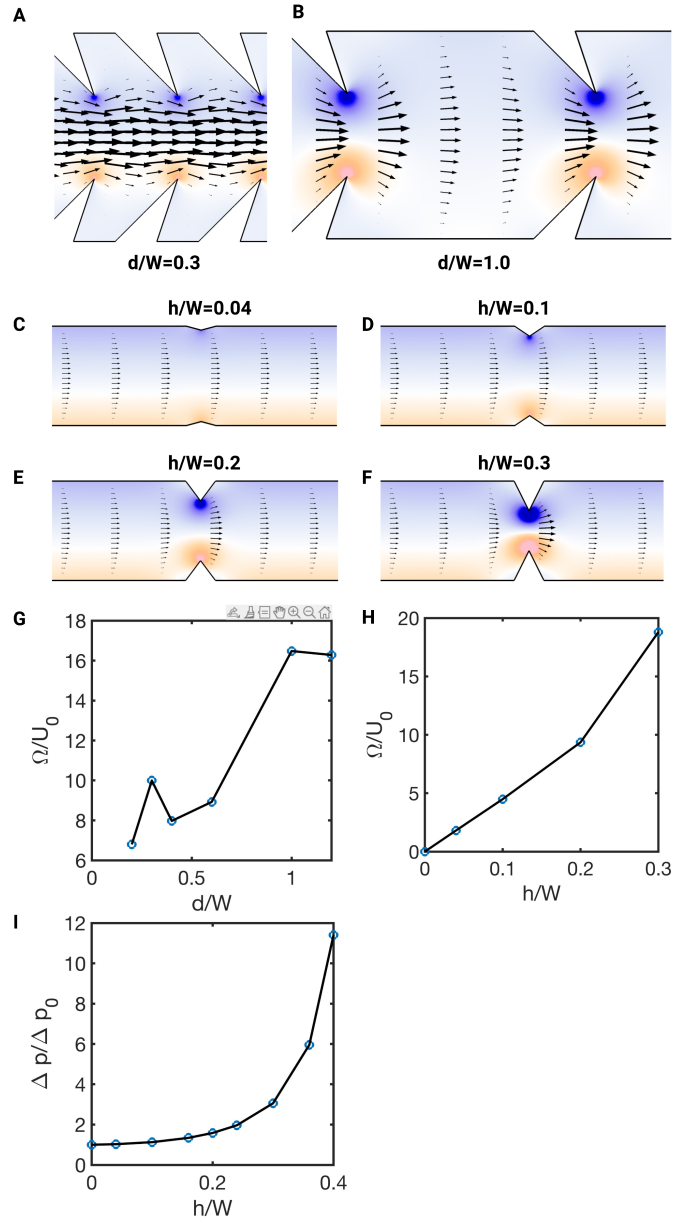 A
B
d/W=0.3
d/W=1.0
h/W=0.04
h/W=0.1
C
D
h/W=0.2
h/W=0.3
E
F
G
18
16
14
12
10
8
6
0
0.5
1
Ω/U₀
d/W
H
20
15
10
5
0
0
0.1
0.2
0.3
Ω/U₀
h/W
I
12
10
8
6
4
2
0
0
0.2
0.4
Δ p/Δ p₀
h/W